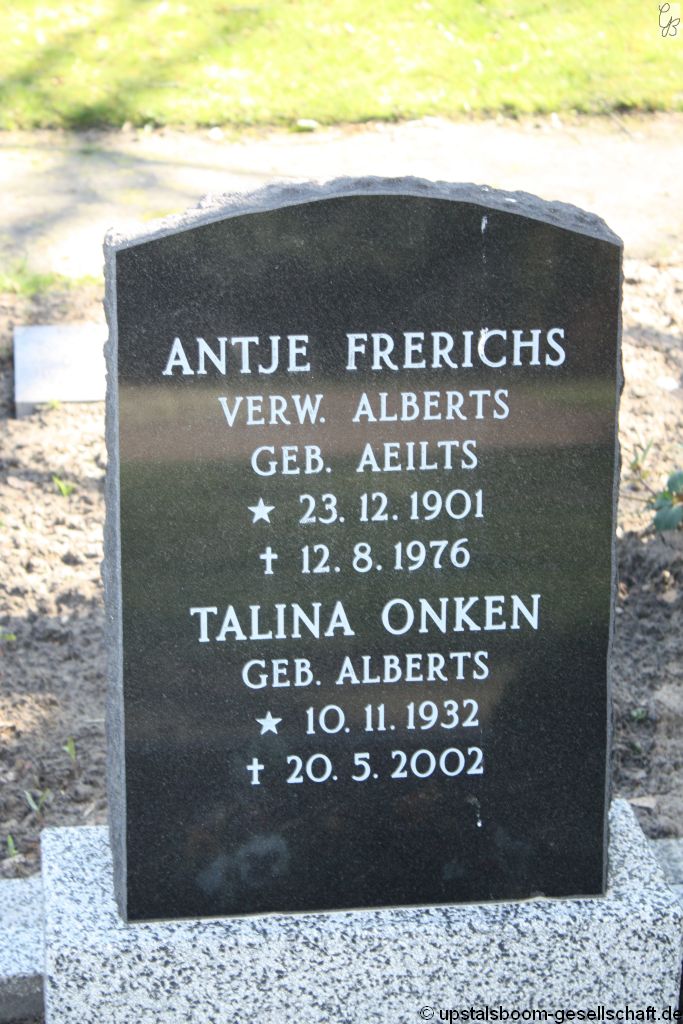 ANTJE FRERICHS
VERW. ALBERTS
GEB. AEILTS
★ 23. 12. 1901
✝ 12. 8. 1976
TALINA ONKEN
GEB. ALBERTS
★ 10. 11. 1932
✝ 20. 5. 2002
© upstalsboom-gesellschaft.de